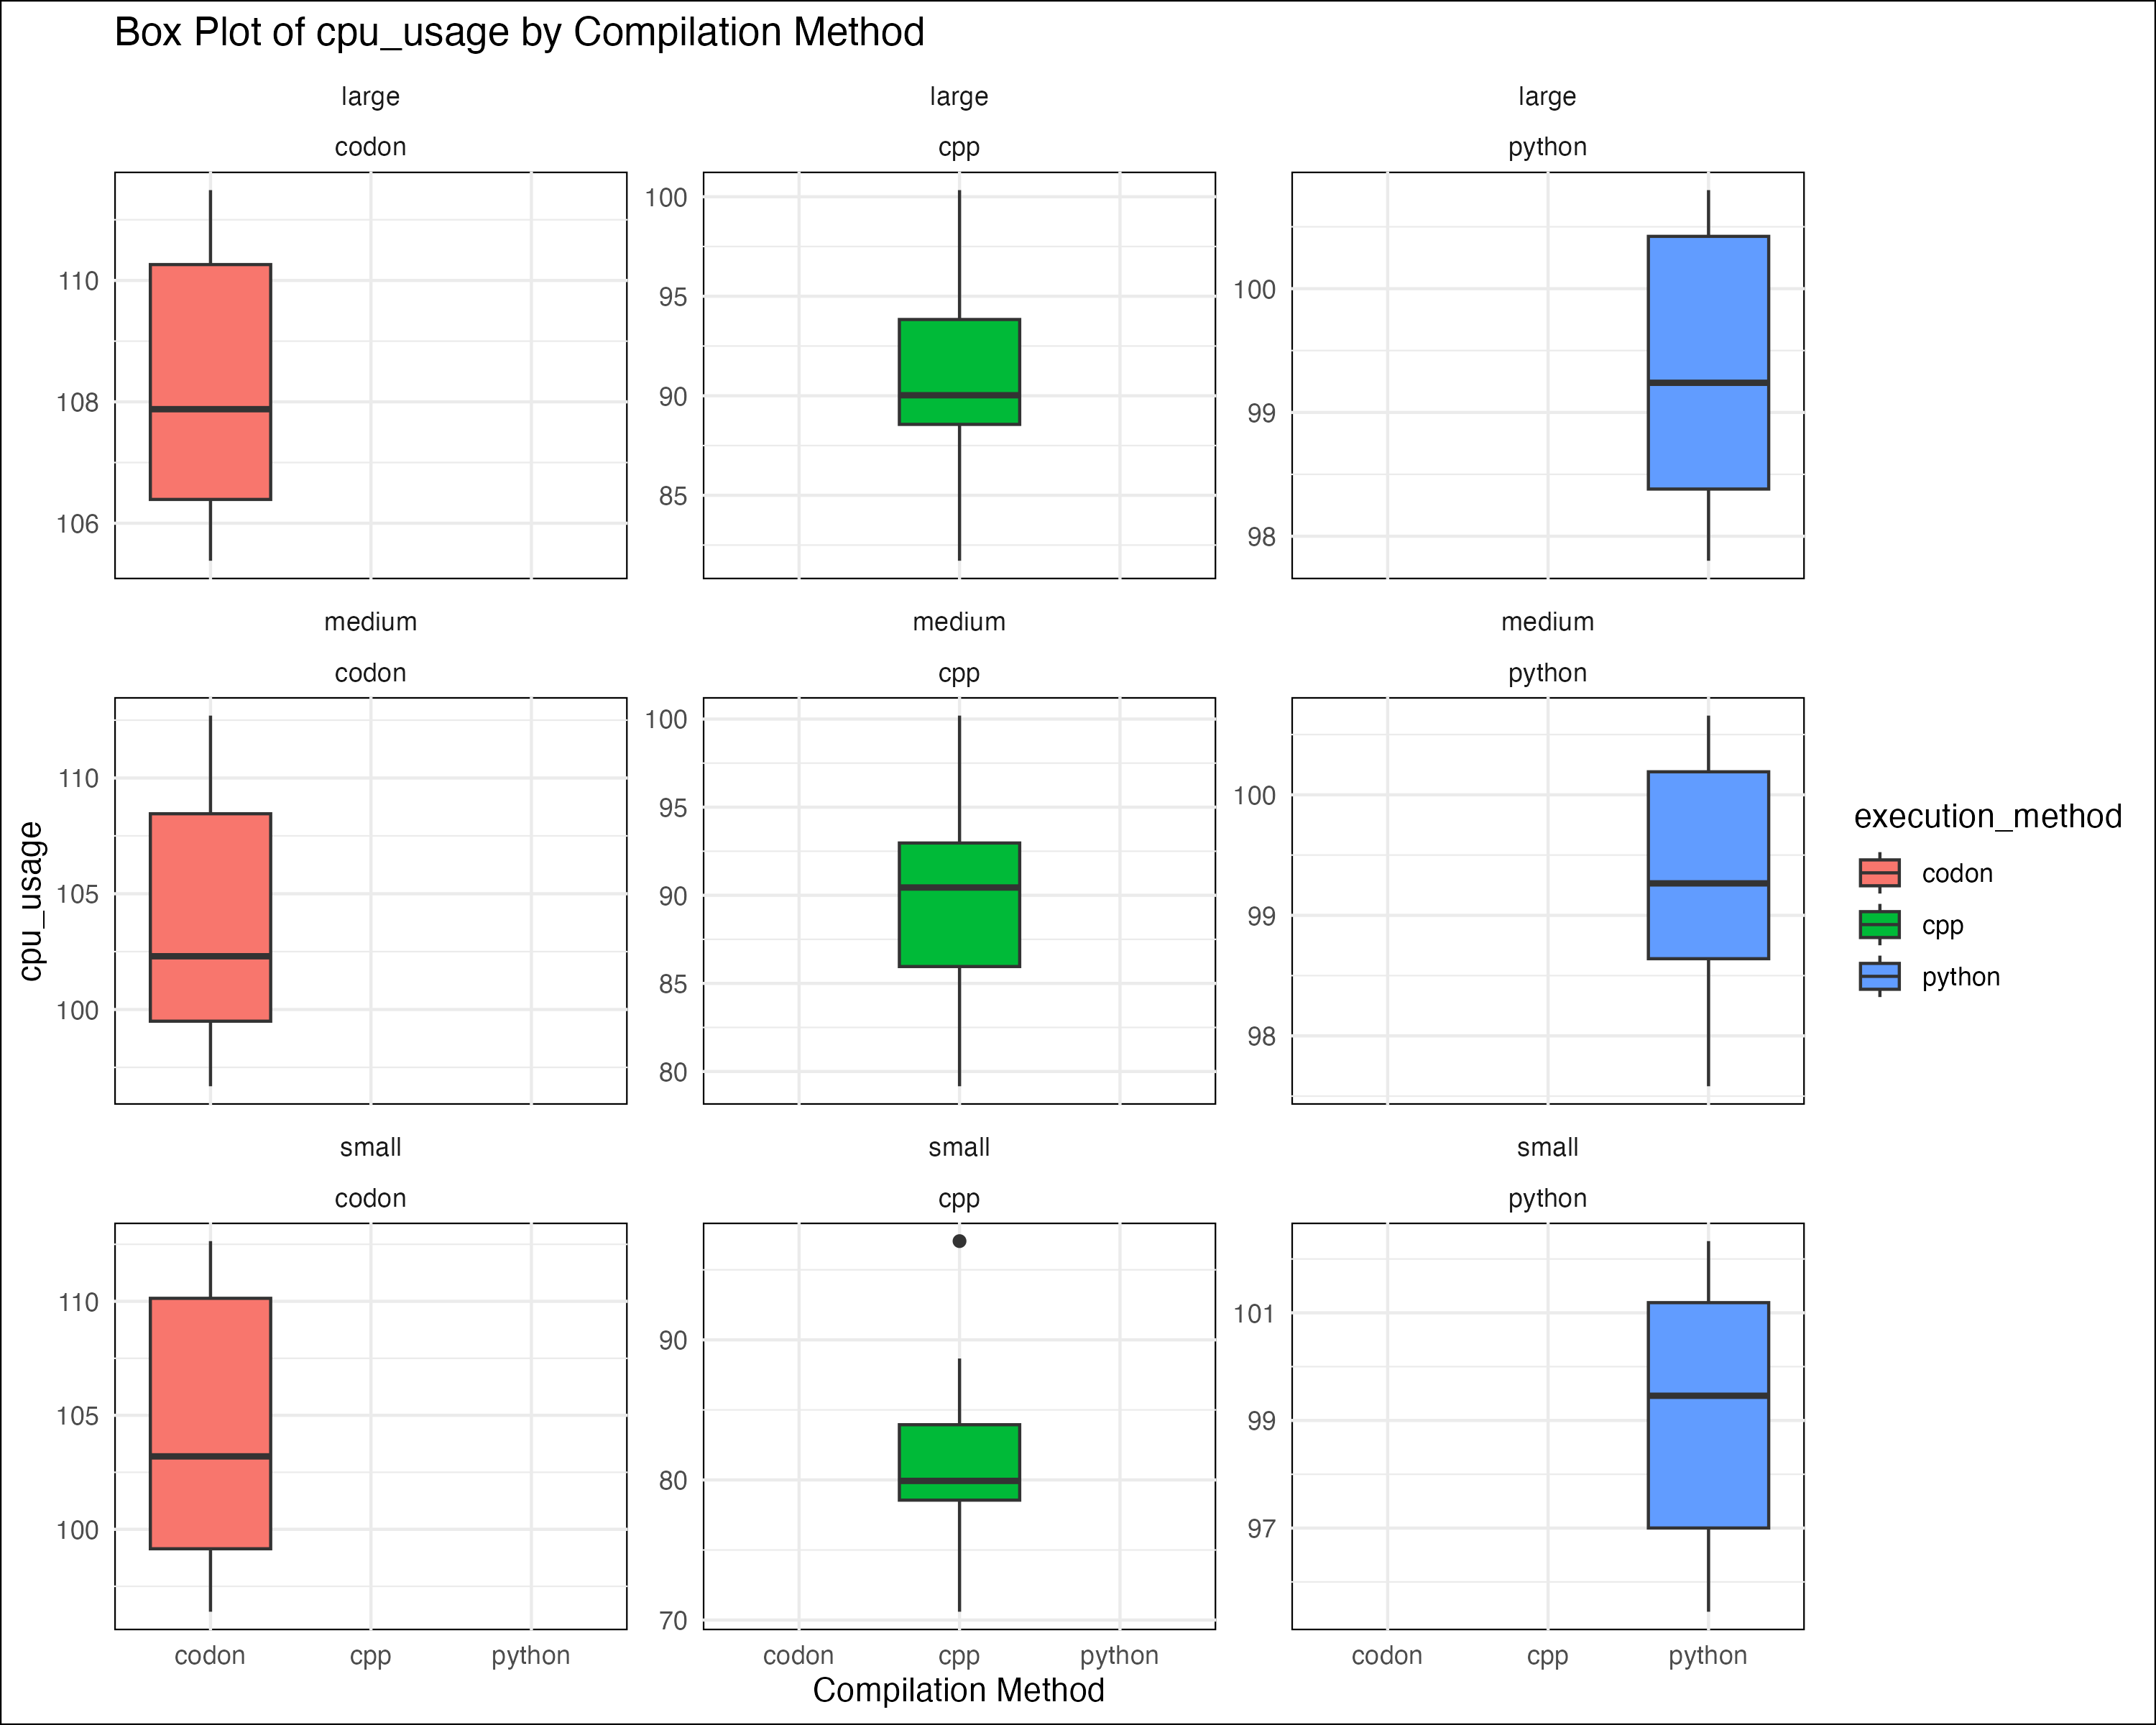 Box Plot of cpu_usage by Compilation Method
large
codon
110
108
106
large
cpp
100
95
90
85
large
python
100
99
98
medium
codon
110
105
100
medium
cpp
100
95
90
85
80
medium
python
100
99
98
small
codon
110
105
100
codon cpp python
small
cpp
90
80
70
codon cpp python
small
python
101
99
97
codon cpp python
cpu_usage
Compilation Method
execution_method
codon
cpp
python